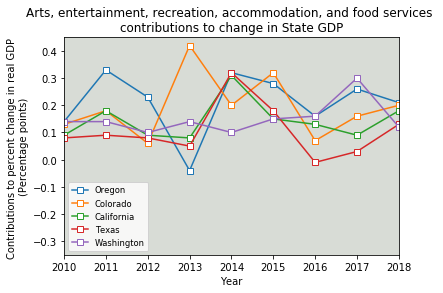 Arts, entertainment, recreation, accommodation, and food services
contributions to change in State GDP
Contributions to percent change in real GDP
(Percentage points)
0.4
0.3
0.2
0.1
0.0
−0.1
−0.2
−0.3
Oregon
Colorado
California
Texas
Washington
2010 2011 2012 2013 2014 2015 2016 2017 2018
Year